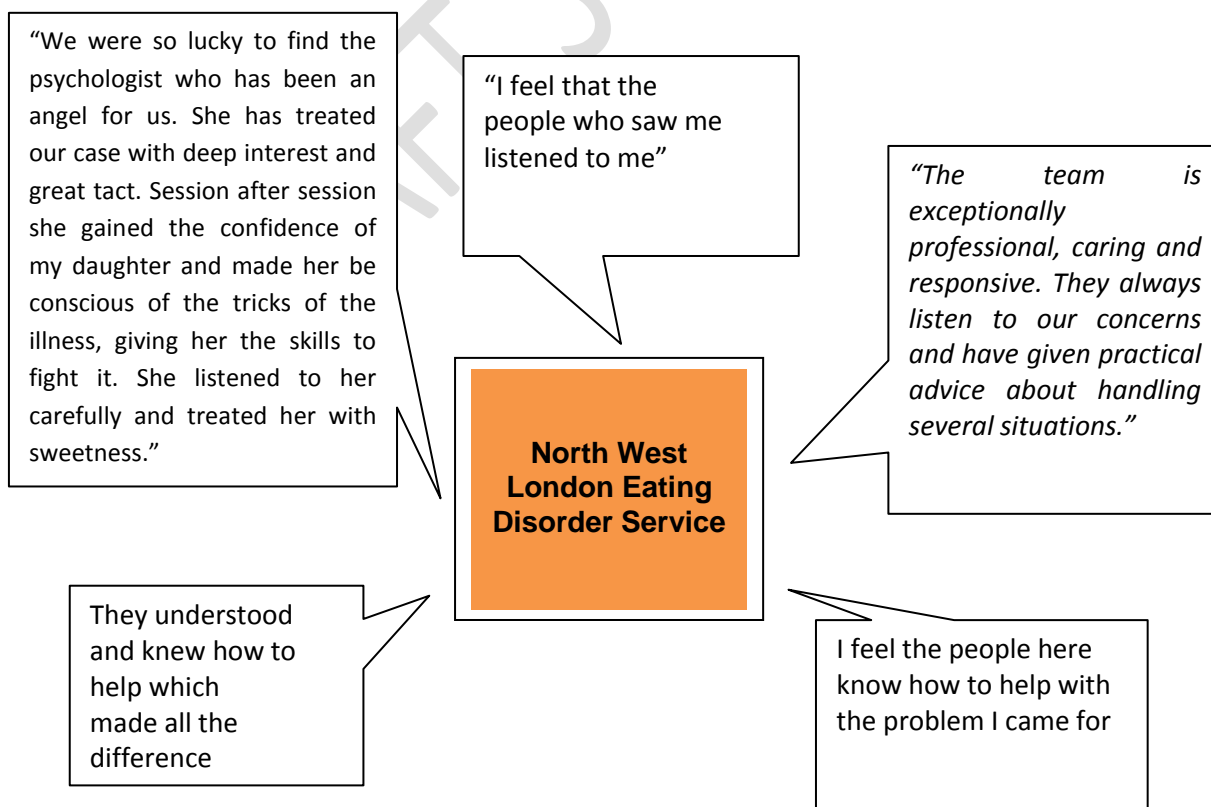 “We were so lucky to find the
psychologist who has been an
angel for us. She has treated
our case with deep interest and
great tact. Session after session
she gained the confidence of
my daughter and made her be
conscious of the tricks of the
illness, giving her the skills to
fight it. She listened to her
carefully and treated her with
sweetness.”
“I feel that the
people who saw me
listened to me”
“The team is
exceptionally
professional, caring and
responsive. They always
listen to our concerns
and have given practical
advice about handling
several situations.”
North West
London Eating
Disorder Service
They understood
and knew how to
help which
made all the
difference
I feel the people here
know how to help with
the problem I came for